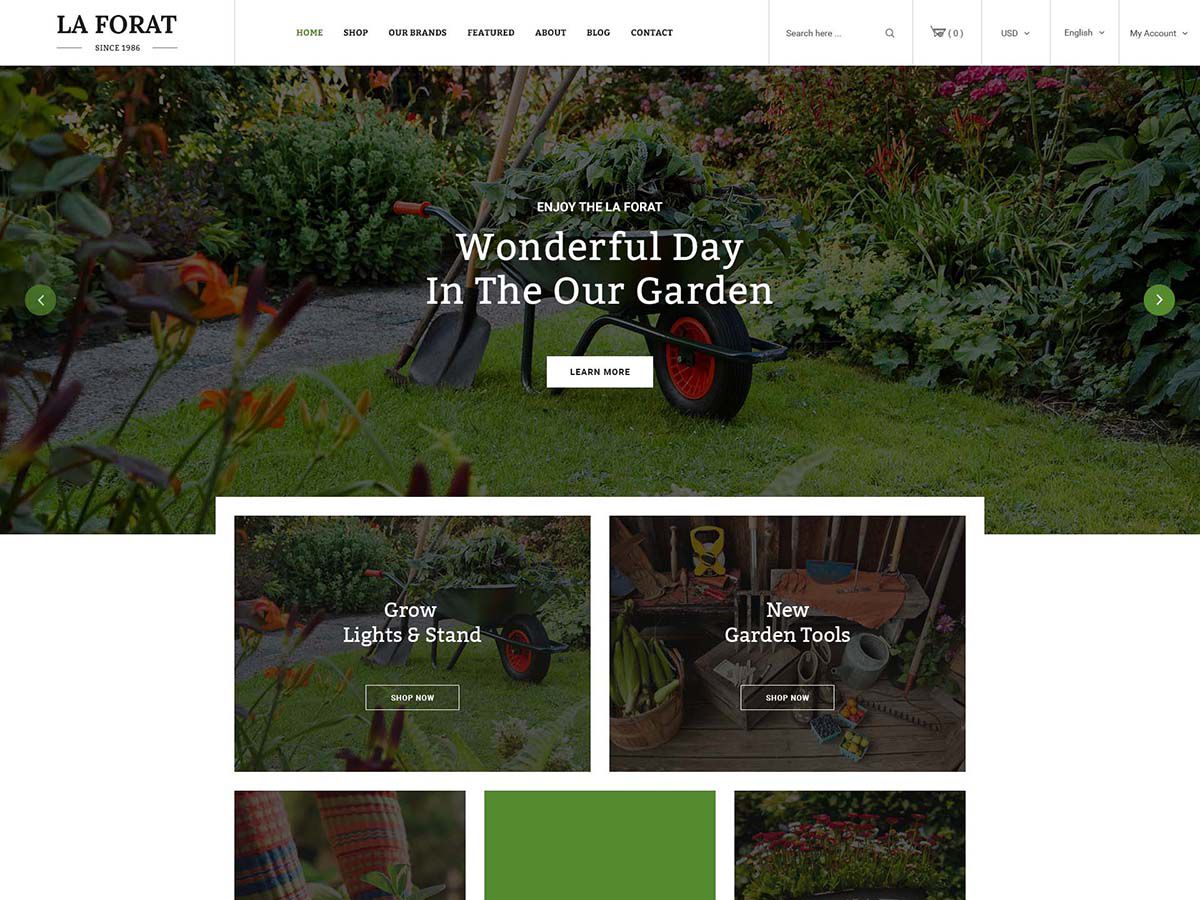 LA FORAT
SINCE 1986
HOME SHOP OUR BRANDS FEATURED ABOUT BLOG CONTACT
Search here ...
( 0 )
USD
English
My Account
ENJOY THE LA FORAT
Wonderful Day
In The Our Garden
LEARN MORE
Grow
Lights & Stand
SHOP NOW
New
Garden Tools
SHOP NOW